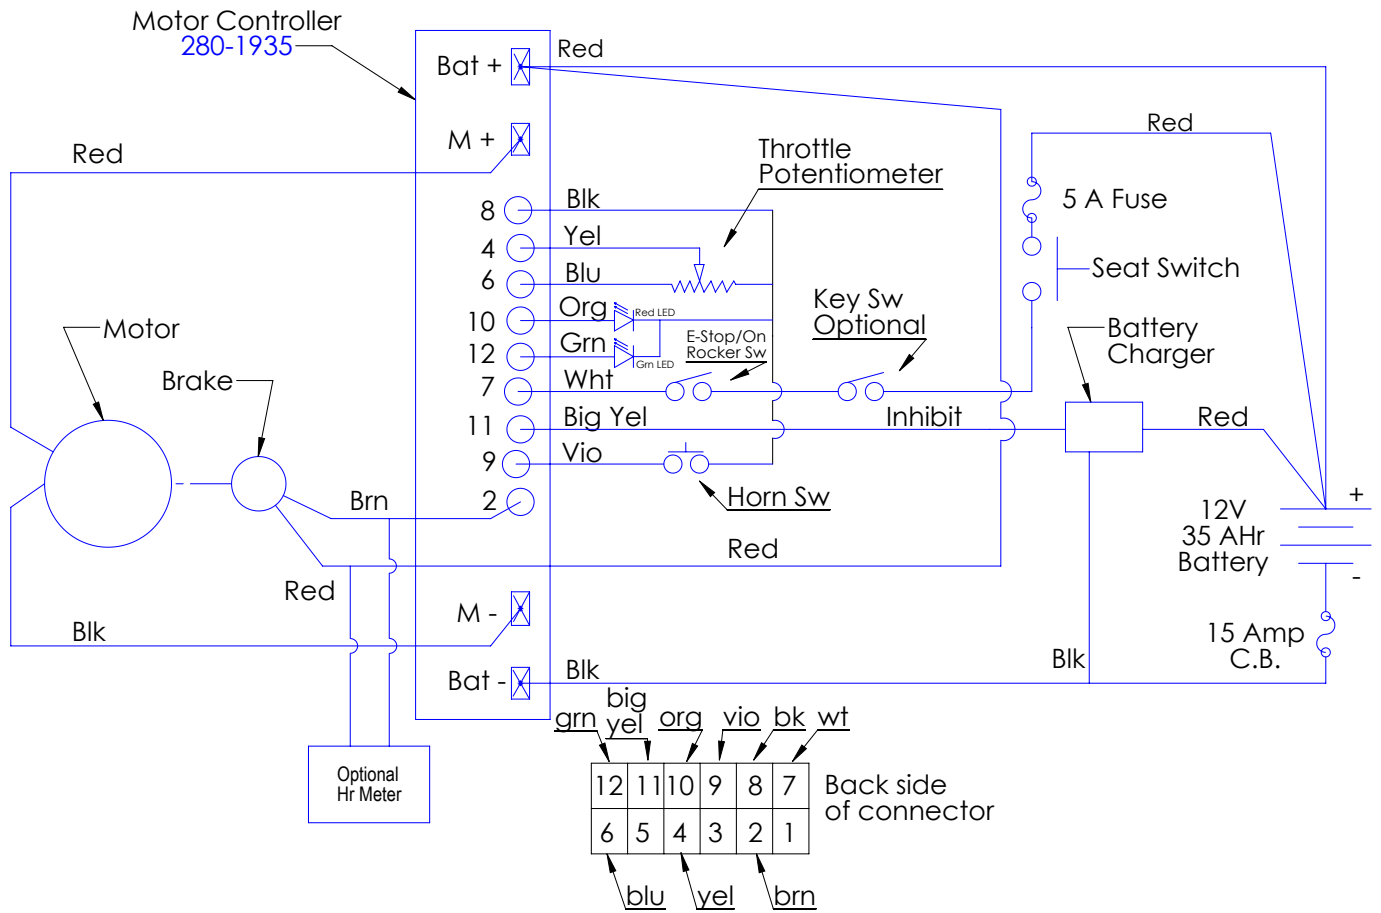 Motor Controller
280-1935
Bat +
Red
M +
Red
Red
Throttle
Potentiometer
8
Blk
5 A Fuse
4
Yel
6
Blu
Seat Switch
10
Org
Red LED
Key Sw
Optional
Motor
12
Grn
Grn LED
E-Stop/On
Rocker Sw
Battery
Charger
Brake
7
Wht
11
Big Yel
Inhibit
Red
9
Vio
Brn
2
Horn Sw
+
12V
35 AHr
Battery
-
Red
Red
M -
Blk
15 Amp
C.B.
Bat -
Blk
Blk
grn
big
yel
org
vio
bk
wt
Optional
Hr Meter
12 11 10 9 8 7
6 5 4 3 2 1
Back side
of connector
blu
yel
brn